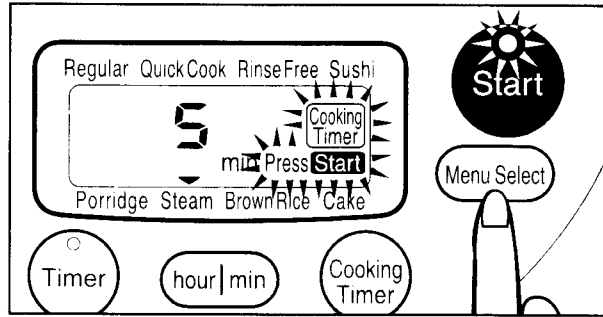 Regular QuickCook RinseFree Sushi
Start
5
Cooking
Timer
min Press Start
Menu Select
Porridge Steam BrownRice Cake
Timer
hour | min
Cooking
Timer